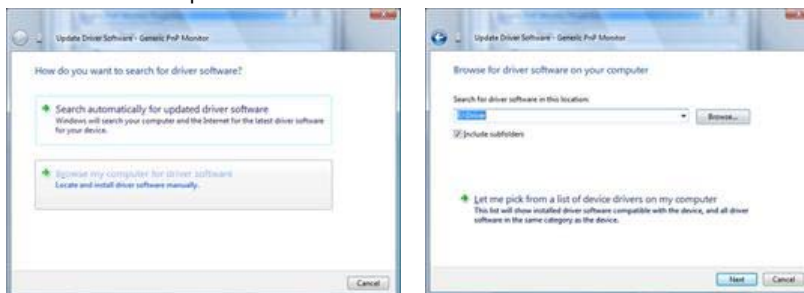 Update Driver Software - Generic PnP Monitor
How do you want to search for driver software?
Search automatically for updated driver software
Windows will search your computer and the Internet for the latest driver software
for your device.
Browse my computer for driver software
Locate and install driver software manually.
Cancel
Update Driver Software - Generic PnP Monitor
Browse for driver software on your computer
Search for driver software in this location:
Browse...
Include subfolders
Let me pick from a list of device drivers on my computer
This list will show installed driver software compatible with the device, and all driver
software in the same category as the device.
Next
Cancel